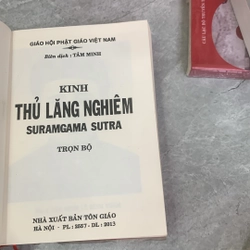 GIÁO HỘI PHẬT GIÁO VIỆT NAM
Biên dịch : TÂM MINH
KINH
THỦ LĂNG NGHIÊM
SURAMGAMA SUTRA
TRỌN BỘ
NHÀ XUẤT BẢN TÔN GIÁO
HÀ NỘI - PL : 2557 - DL : 2013